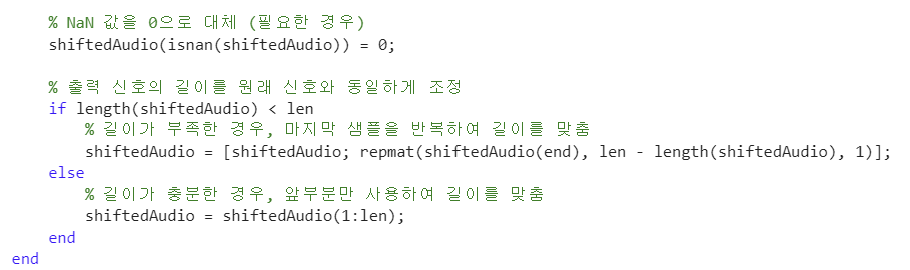 % NaN 값을 0으로 대체 (필요한 경우)
shiftedAudio(isnan(shiftedAudio)) = 0;
% 출력 신호의 길이를 원래 신호와 동일하게 조정
if length(shiftedAudio) < len
% 길이가 부족한 경우, 마지막 샘플을 반복하여 길이를 맞춤
shiftedAudio = [shiftedAudio; repmat(shiftedAudio(end), len - length(shiftedAudio), 1)];
else
% 길이가 충분한 경우, 앞부분만 사용하여 길이를 맞춤
shiftedAudio = shiftedAudio(1:len);
end
end